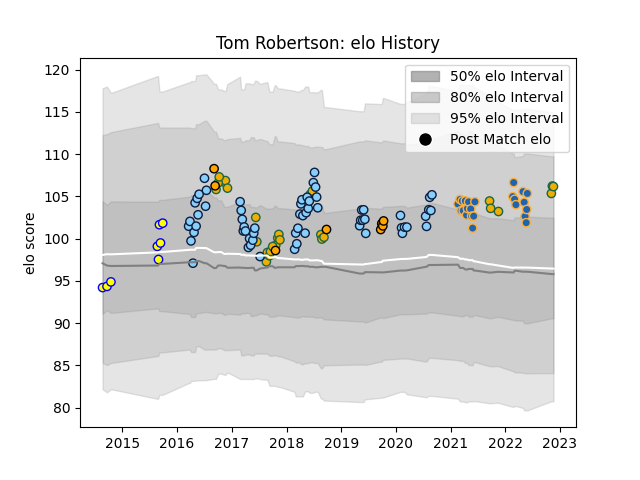 Tom Robertson: elo History
50% elo Interval
80% elo Interval
95% elo Interval
Post Match elo
elo score
120
115
110
105
100
95
90
85
80
2015 2016 2017 2018 2019 2020 2021 2022 2023